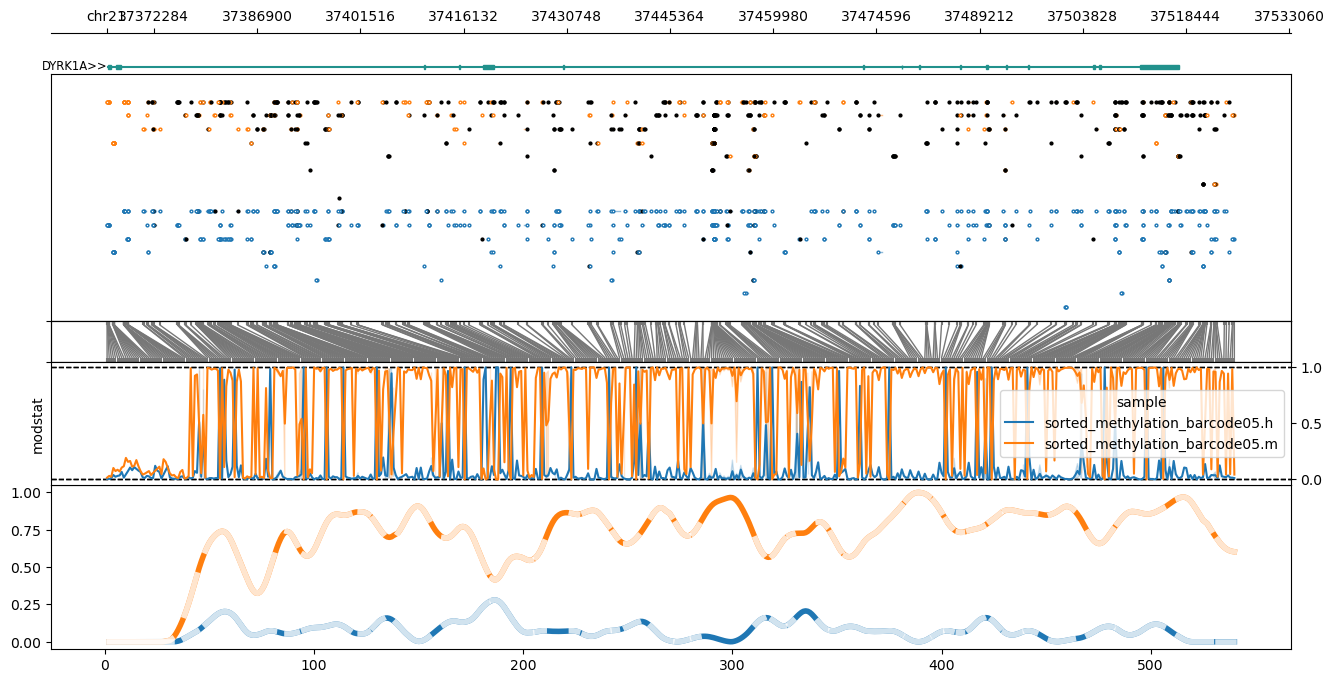 chr21 37372284 37386900 37401516 37416132 37430748 37445364 37459980 37474596 37489212 37503828 37518444 37533060
DYRK1A>>
modstat
1.0
0.5
0.0
sample
sorted_methylation_barcode05.h
sorted_methylation_barcode05.m
1.00
0.75
0.50
0.25
0.00
0 100 200 300 400 500